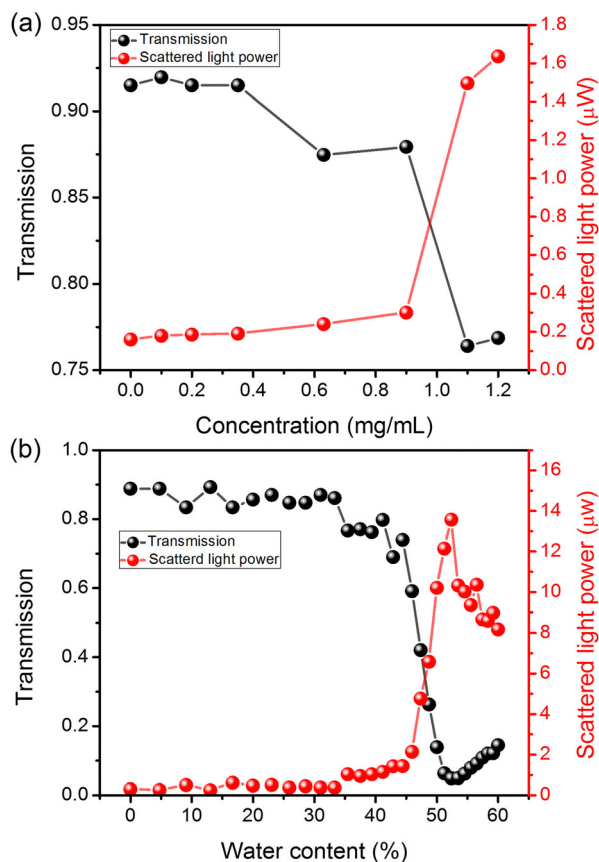 (a)
0.95
0.90
0.85
0.80
0.75
Transmission
Transmission
Scattered light power
1.8
1.6
1.4
1.2
1.0
0.8
0.6
0.4
0.2
0.0
Scattered light power (μW)
0.0 0.2 0.4 0.6 0.8 1.0 1.2
Concentration (mg/mL)
(b)
1.0
0.8
0.6
0.4
0.2
0.0
Transmission
Transmission
Scatterd light power
16
14
12
10
8
6
4
2
0
Scattered light power (μw)
0 10 20 30 40 50 60
Water content (%)